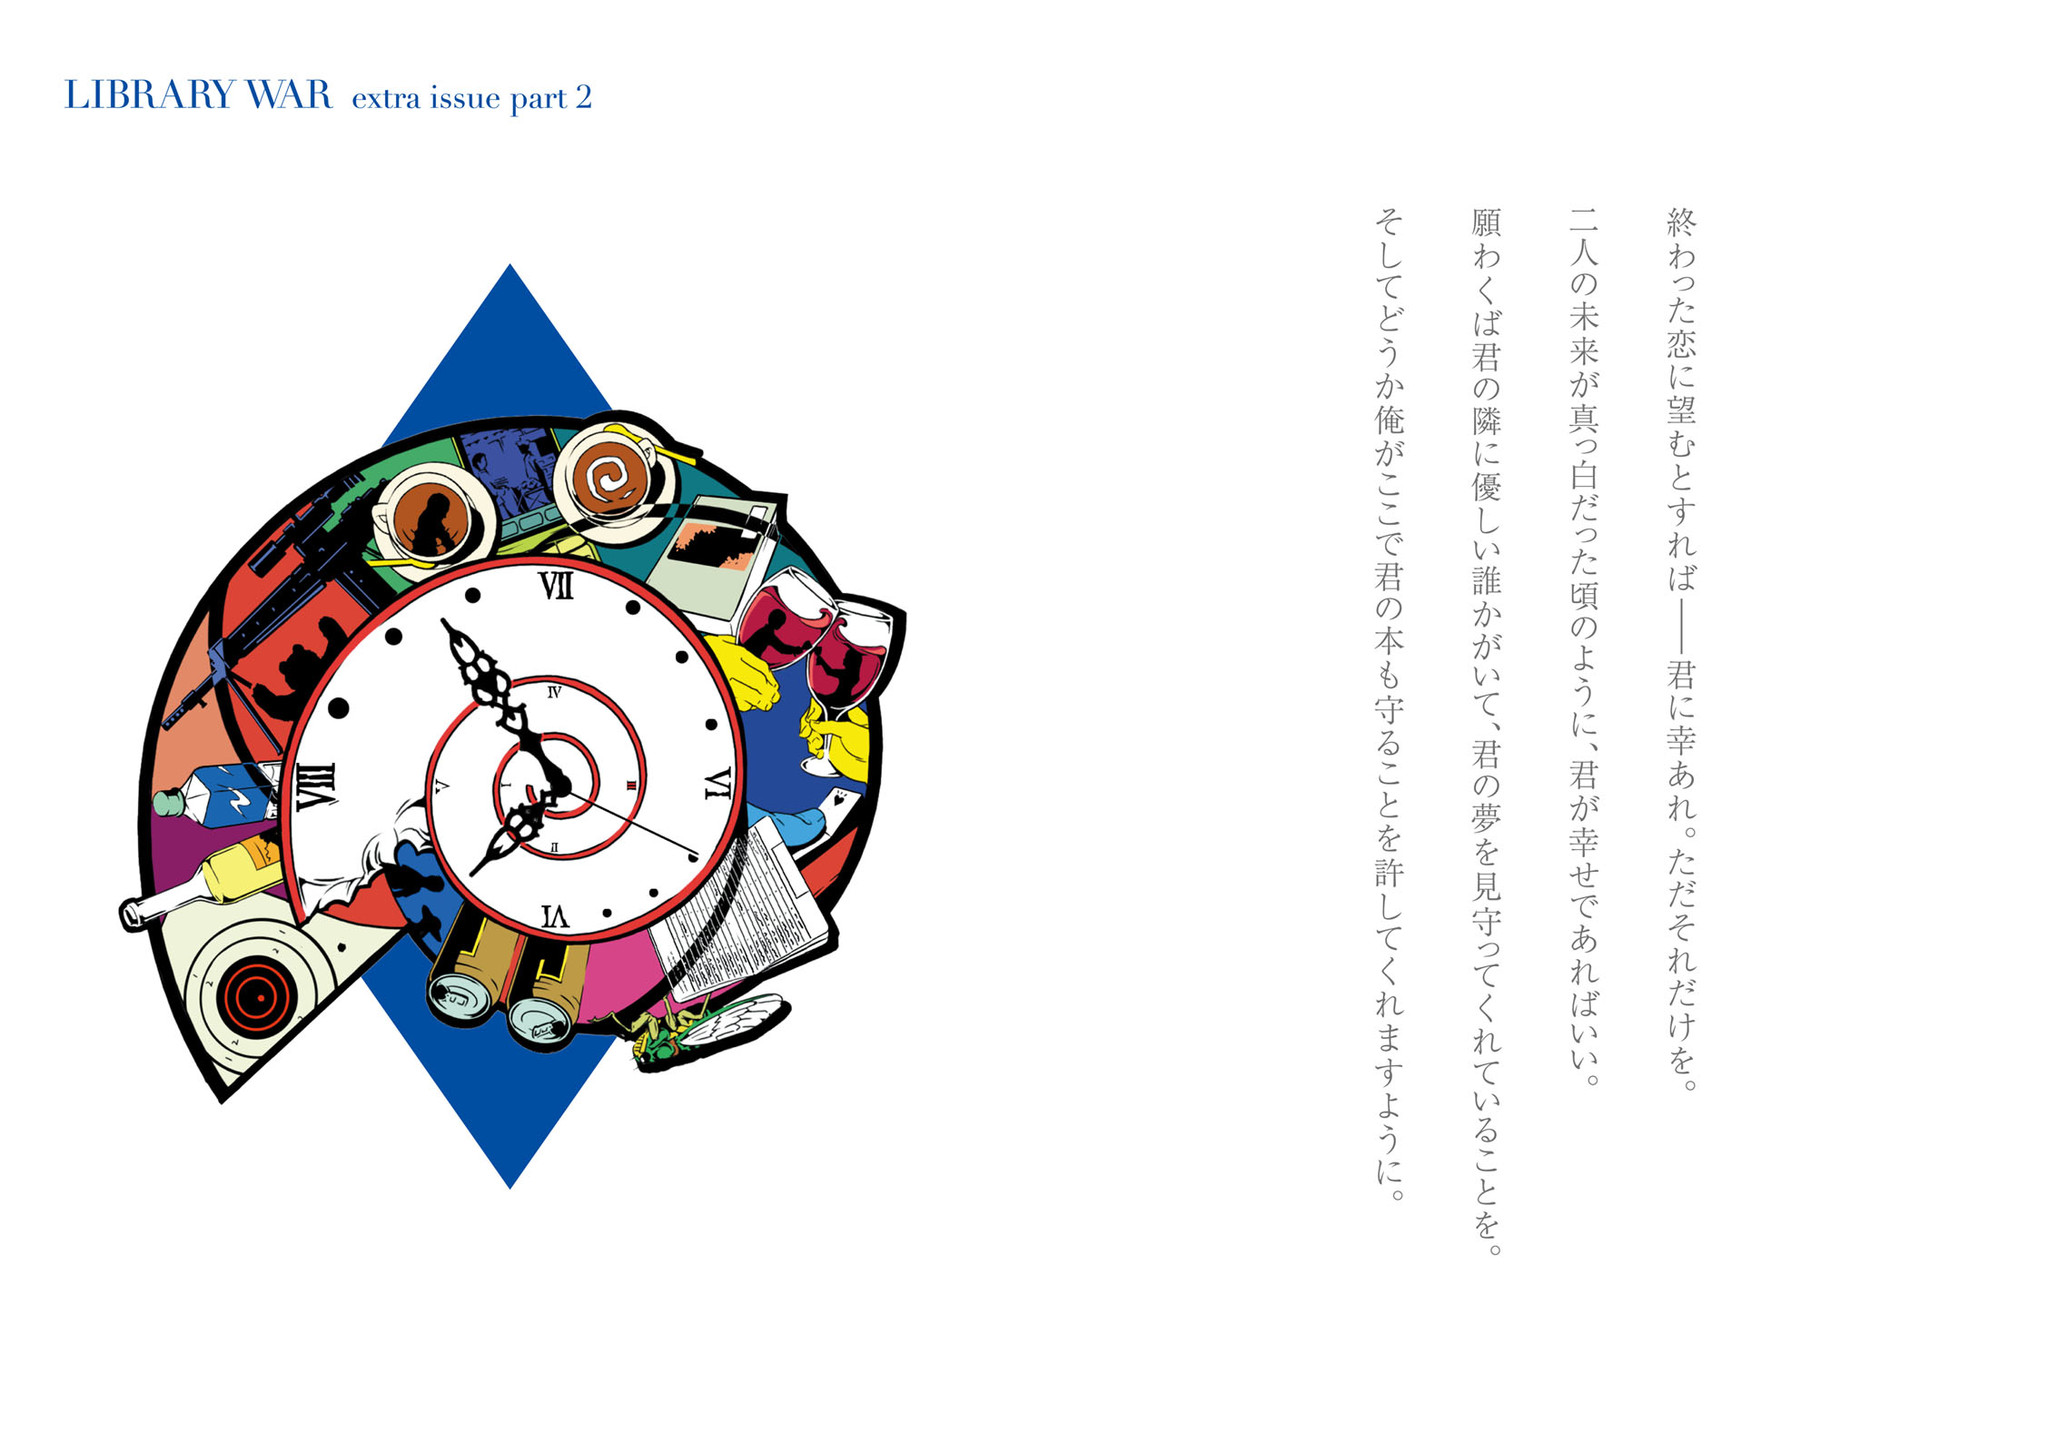 LIBRARY WAR extra issue part 2
終わった恋に望むとすれば――君に幸あれ。ただそれだけを。
二人の未来が真っ白だった頃のように、君が幸せであればいい。
願わくば君の隣に優しい誰かがいて、君の夢を見守ってくれていることを。
そしてどうか俺がここで君の本も守ることを許してくれますように。
VII
VIII
VI
IV
V
III
I
II
IV